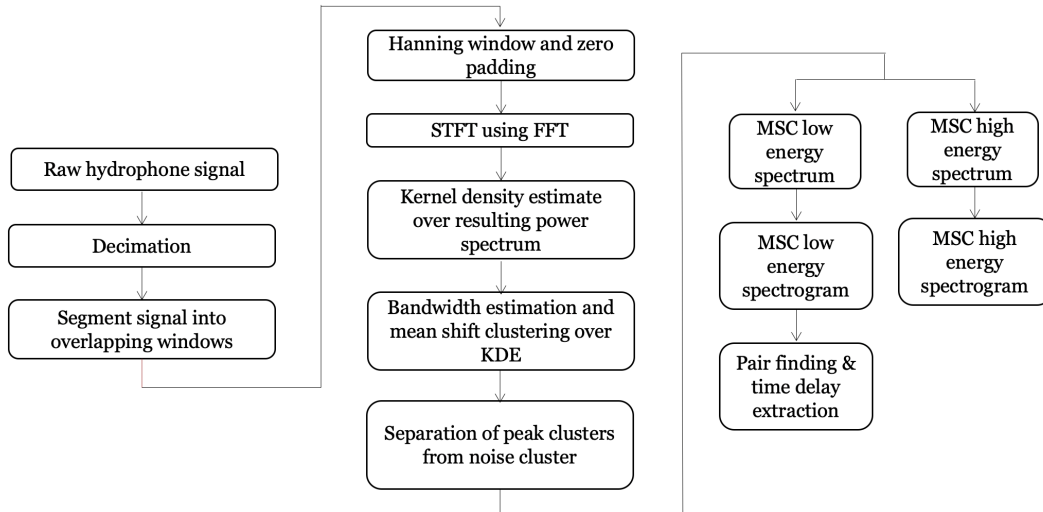 Raw hydrophone signal
Decimation
Segment signal into
overlapping windows
Hanning window and zero
padding
STFT using FFT
Kernel density estimate
over resulting power
spectrum
Bandwidth estimation and
mean shift clustering over
KDE
Separation of peak clusters
from noise cluster
MSC low
energy
spectrum
MSC low
energy
spectrogram
Pair finding &
time delay
extraction
MSC high
energy
spectrum
MSC high
energy
spectrogram